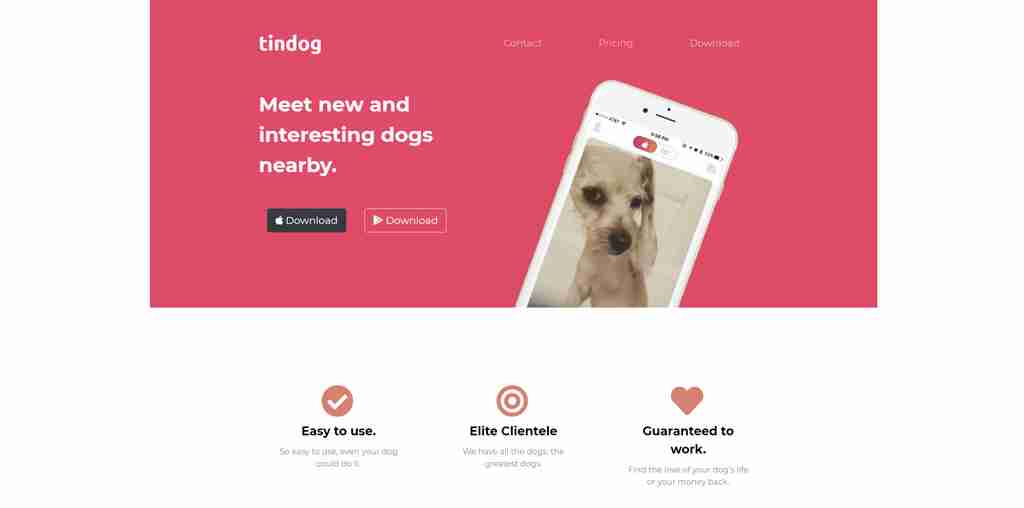 tindog
Contact
Pricing
Download
Meet new and
interesting dogs
nearby.
Download
Download
Easy to use.
So easy to use, even your dog
could do it.
Elite Clientele
We have all the dogs, the
greatest dogs.
Guaranteed to
work.
Find the love of your dog's life
or your money back.